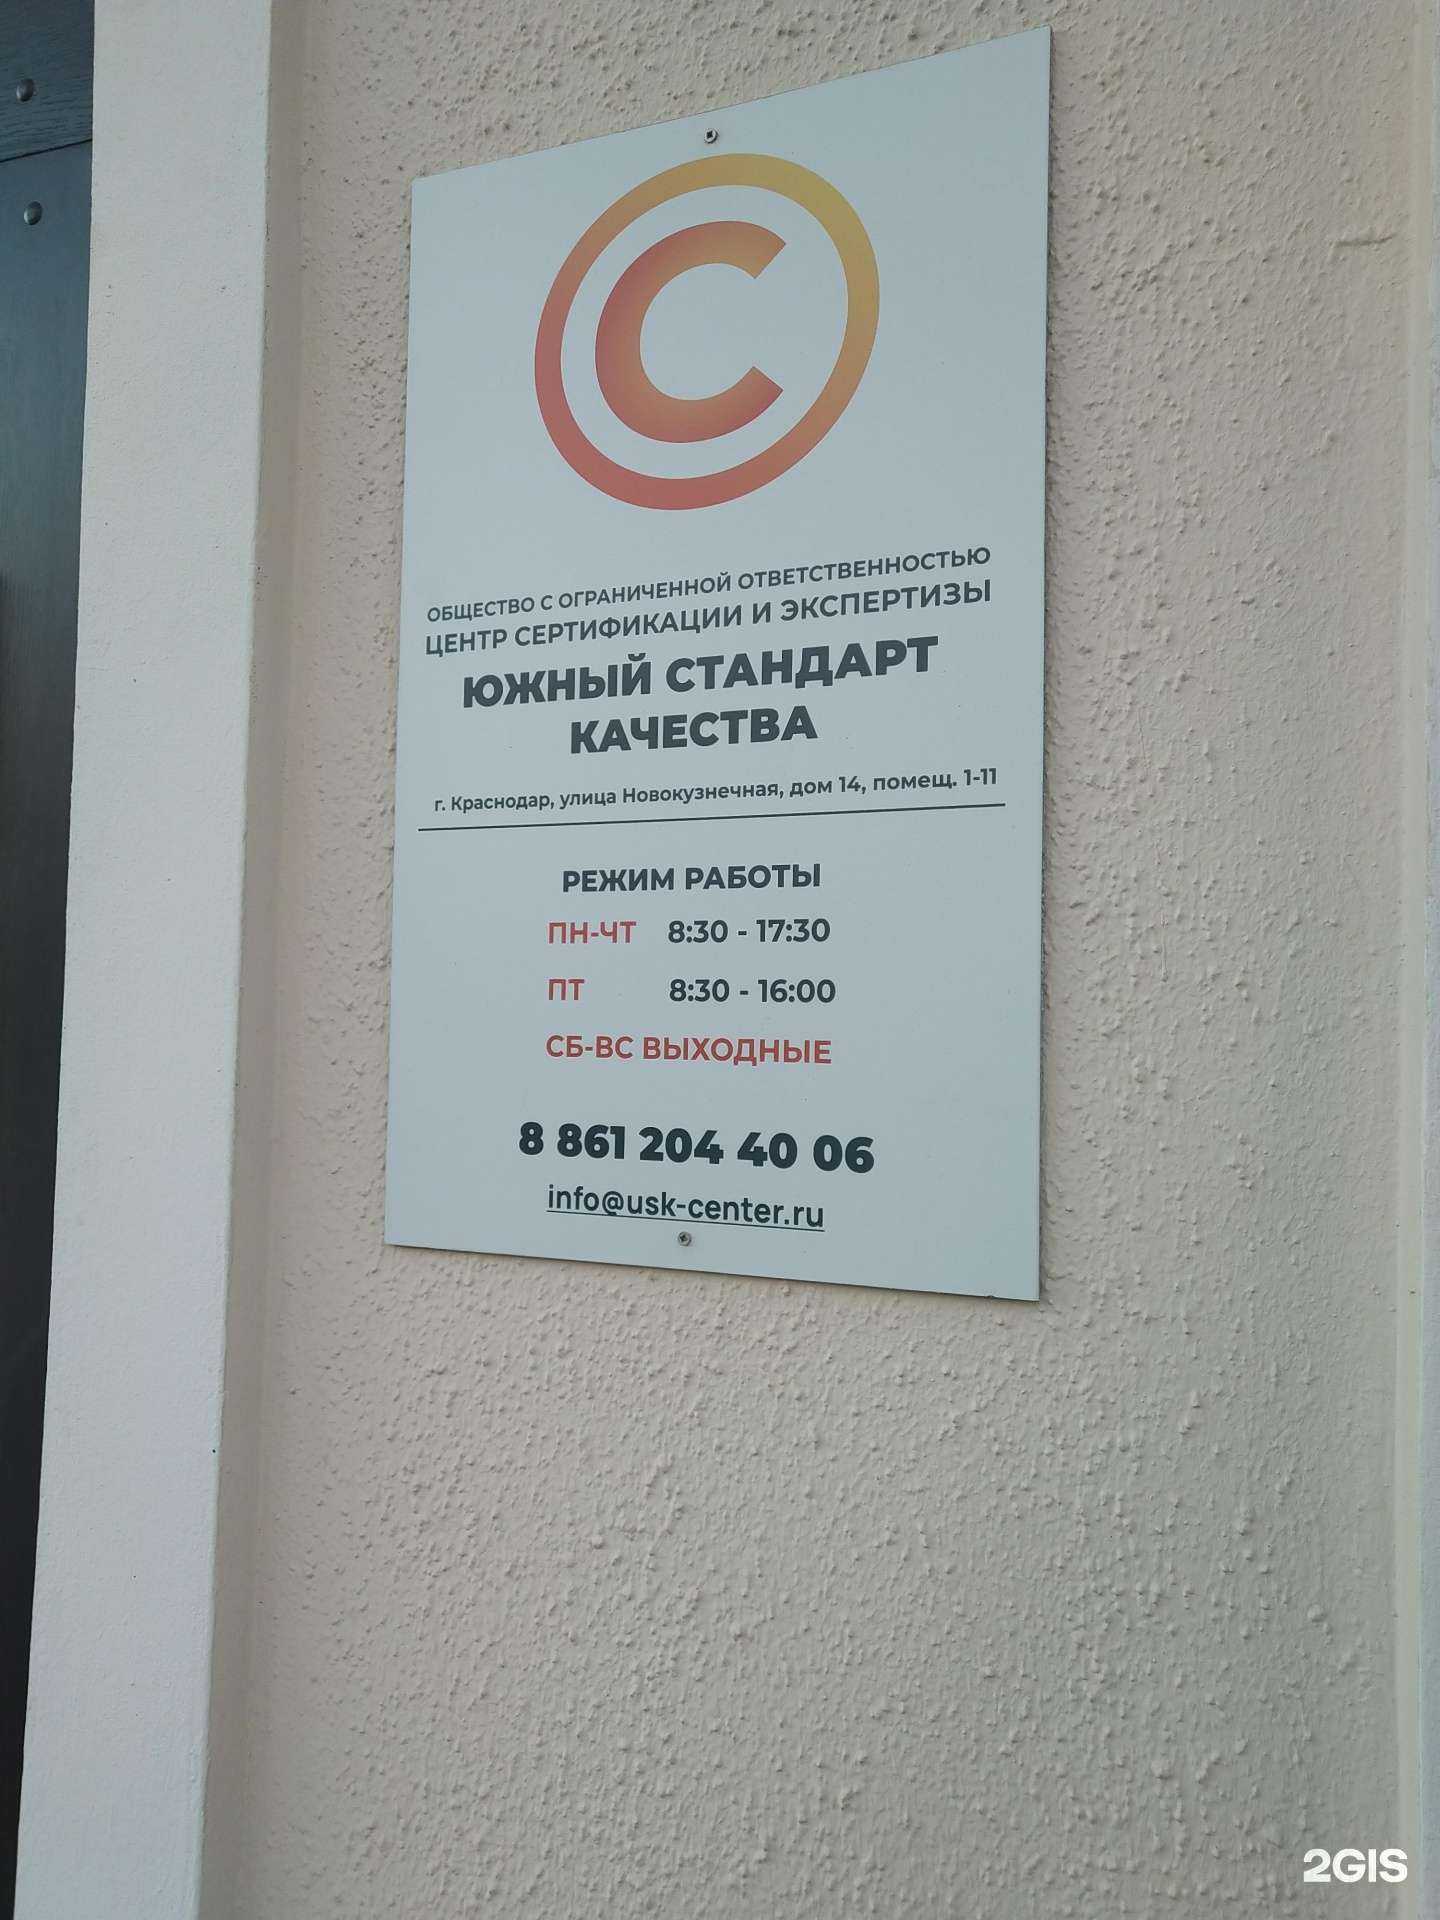 С
ОБЩЕСТВО С ОГРАНИЧЕННОЙ ОТВЕТСТВЕННОСТЬЮ
ЦЕНТР СЕРТИФИКАЦИИ И ЭКСПЕРТИЗЫ
ЮЖНЫЙ СТАНДАРТ
КАЧЕСТВА
г. Краснодар, улица Новокузнечная, дом 14, помещ. 1-11
РЕЖИМ РАБОТЫ
ПН-ЧТ 8:30 - 17:30
ПТ 8:30 - 16:00
СБ-ВС ВЫХОДНЫЕ
8 861 204 40 06
info@usk-center.ru
2GIS